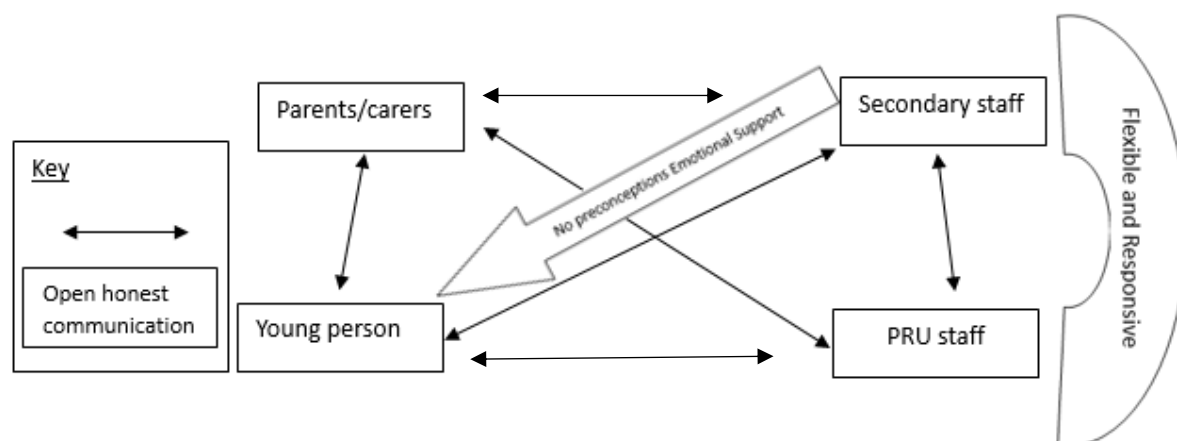 Parents/carers
Secondary staff
No preconceptions Emotional Support
Flexible and Responsive
Key
Open honest
communication
Young person
PRU staff